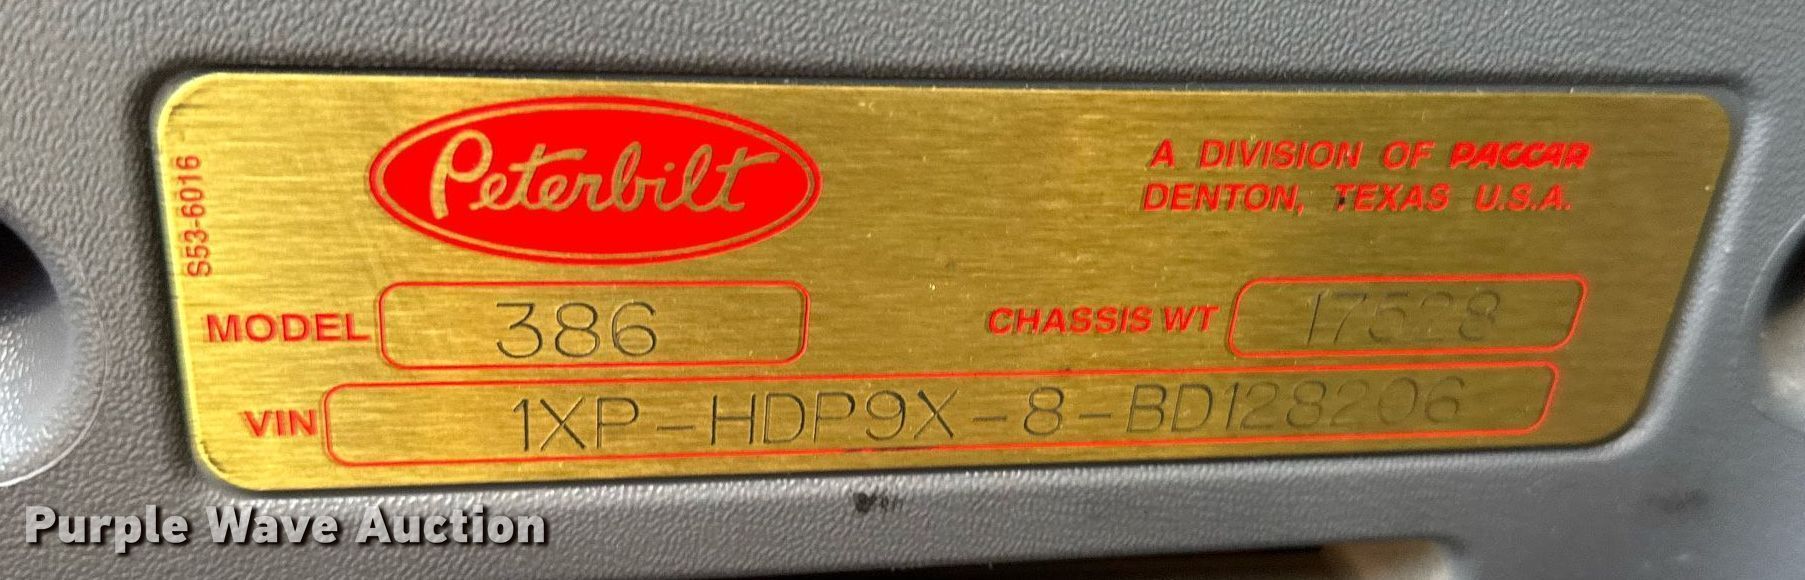 S53-6016
Peterbilt
A DIVISION OF PACCAR
DENTON, TEXAS U.S.A.
MODEL 386
CHASSIS WT 17528
VIN 1XP-HDP9X-8-BD128206
Purple Wave Auction